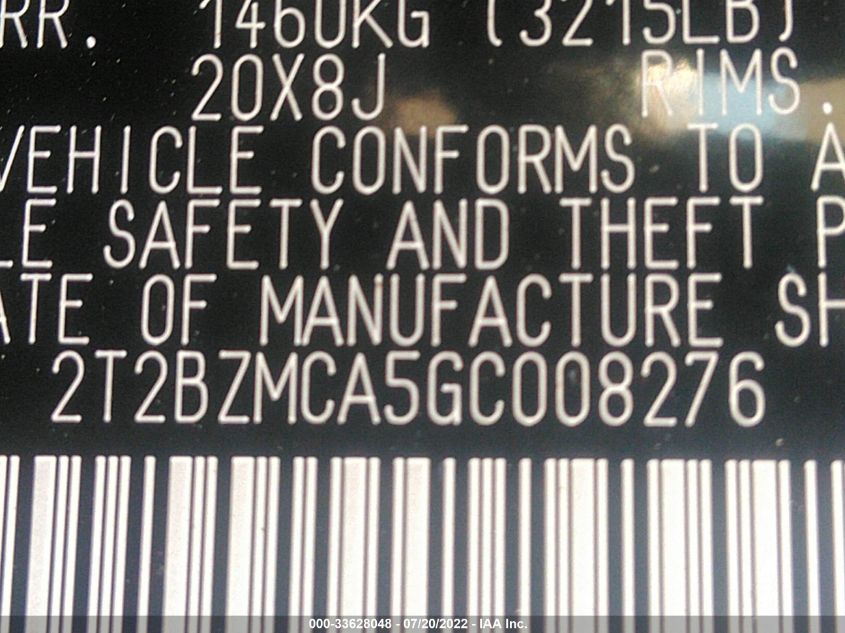 RR. 1460KG (3215LB)
20X8J RIMS.
VEHICLE CONFORMS TO A
LE SAFETY AND THEFT P
ATE OF MANUFACTURE SH
2T2BZMCA5GC008276
000-33628048 - 07/20/2022 - IAA Inc.